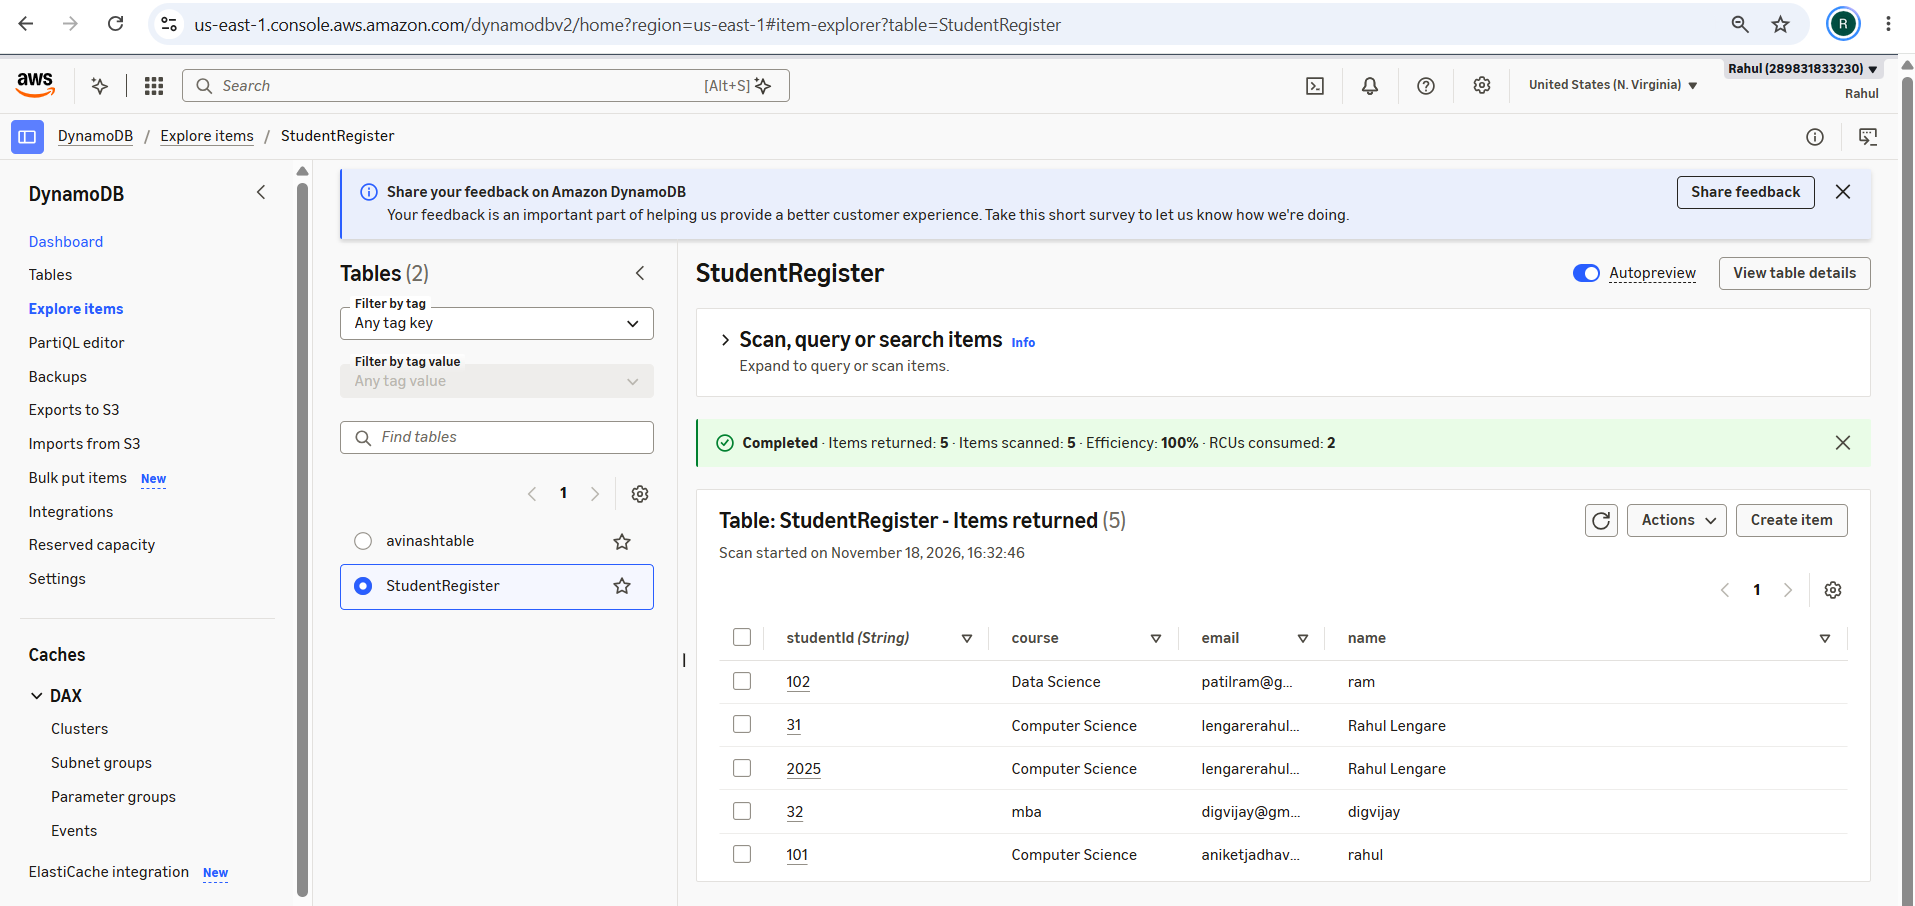 us-east-1.console.aws.amazon.com/dynamodbv2/home?region=us-east-1#item-explorer?table=StudentRegister
R
aws
Search
[Alt+S]
United States (N. Virginia)
Rahul (289831833230)
Rahul
DynamoDB / Explore items / StudentRegister
DynamoDB
Dashboard
Tables
Explore items
PartiQL editor
Backups
Exports to S3
Imports from S3
Bulk put items New
Integrations
Reserved capacity
Settings
Caches
DAX
Clusters
Subnet groups
Parameter groups
Events
ElastiCache integration New
Share your feedback on Amazon DynamoDB
Your feedback is an important part of helping us provide a better customer experience. Take this short survey to let us know how we're doing.
Share feedback
Tables (2)
Filter by tag
Any tag key
Filter by tag value
Any tag value
Find tables
1
avinashtable
StudentRegister
StudentRegister
Autopreview
View table details
Scan, query or search items Info
Expand to query or scan items.
Completed · Items returned: 5 · Items scanned: 5 · Efficiency: 100% · RCUs consumed: 2
Table: StudentRegister - Items returned (5)
Scan started on November 18, 2026, 16:32:46
Actions
Create item
1
studentId (String) course email name
102 Data Science patilram@g... ram
31 Computer Science lengarerahul... Rahul Lengare
2025 Computer Science lengarerahul... Rahul Lengare
32 mba digvijay@gm... digvijay
101 Computer Science aniketjadhav... rahul